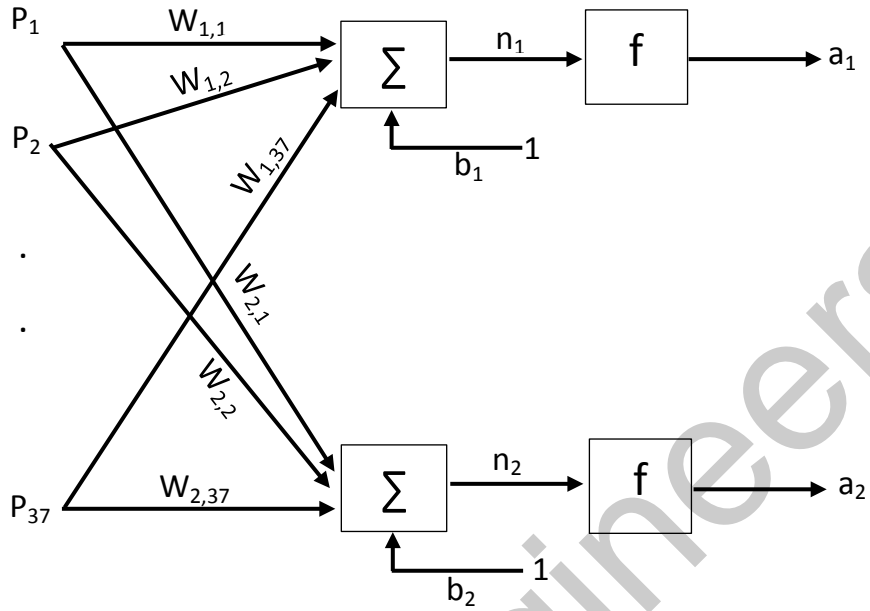 P1 W1,1 Σ n1 f a1
W1,2
P2
1
b1
W1,37
.
W2,1
.
W2,2
P37 W2,37 Σ n2 f a2
1
b2
gineers